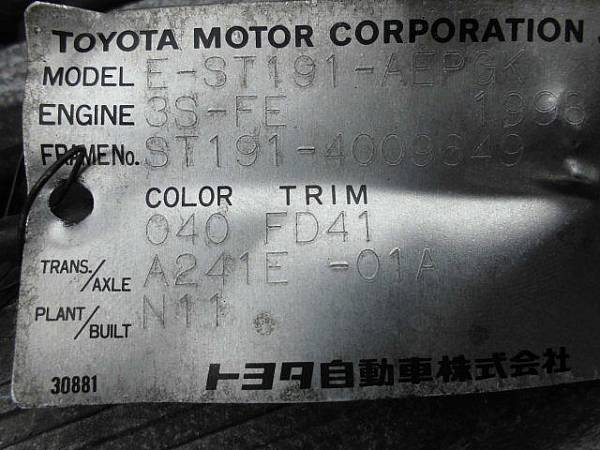 TOYOTA MOTOR CORPORATION
MODEL E-ST191-AEPGK
ENGINE 3S-FE 1998
FRAME No. ST191-4009649
COLOR TRIM
040 FD41
TRANS./AXLE A241E -01A
PLANT/BUILT N11
30881 トヨタ自動車株式会社